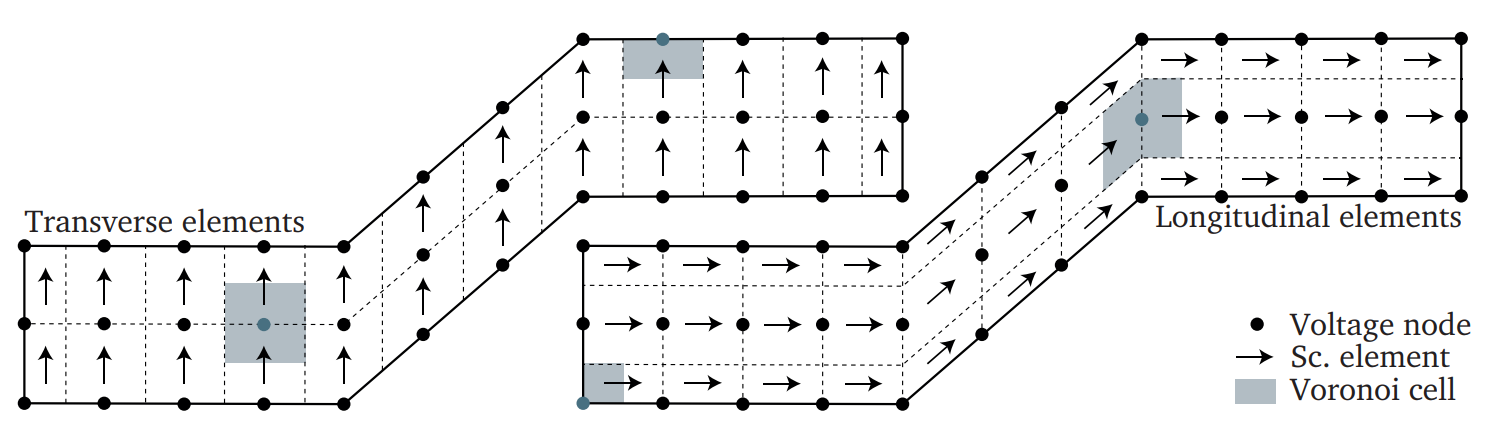 Transverse elements
Longitudinal elements
Voltage node
Sc. element
Voronoi cell